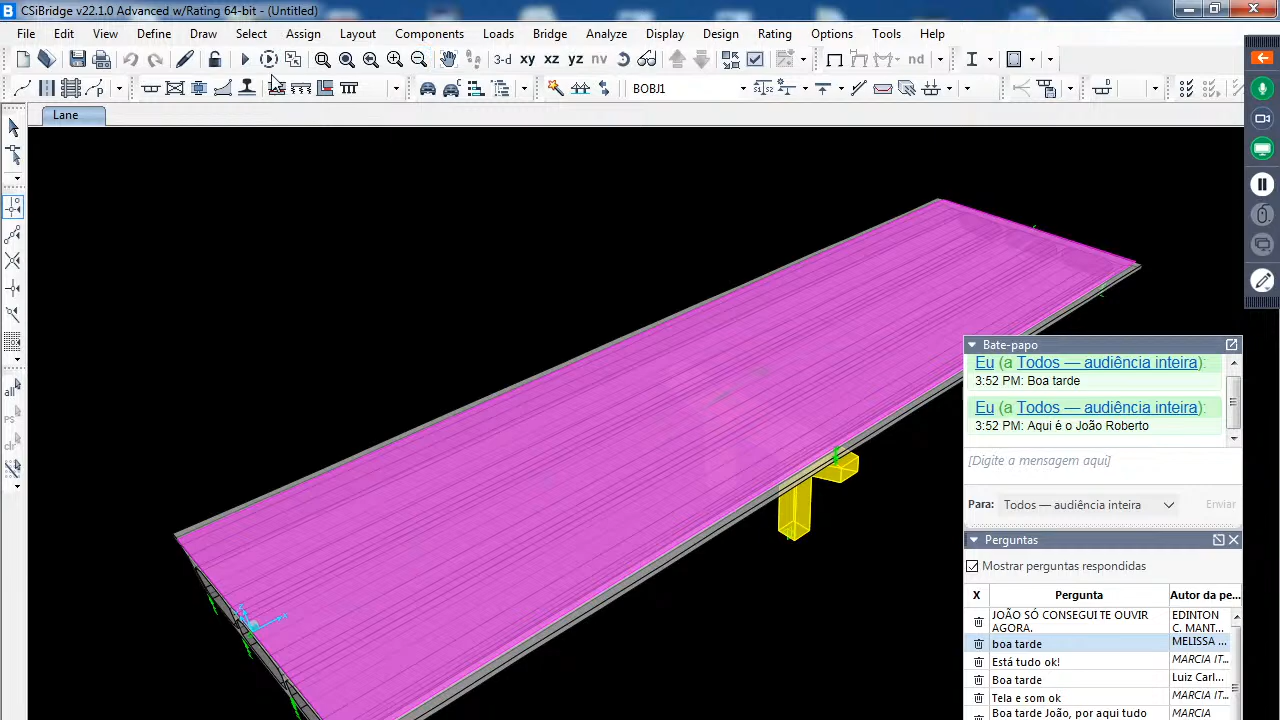 CSiBridge v22.1.0 Advanced w/Rating 64-bit - (Untitled)
File Edit View Define Draw Select Assign Layout Components Loads Bridge Analyze Display Design Rating Options Tools Help
3-d xy xz yz nv nd
BOBJ1
Lane
all
PS
clr
Bate-papo
Eu (a Todos — audiência inteira):
3:52 PM: Boa tarde
Eu (a Todos — audiência inteira):
3:52 PM: Aqui é o João Roberto
[Digite a mensagem aqui]
Para: Todos — audiência inteira Enviar
Perguntas
Mostrar perguntas respondidas
X Pergunta Autor da pe...
JOÃO SÓ CONSEGUI TE OUVIR EDINTON
AGORA. C. MANT...
boa tarde MELISSA ...
Está tudo ok! MARCIA IT...
Boa tarde Luiz Carl...
Tela e som ok MARCIA IT...
Boa tarde João, por aqui tudo MARCIA